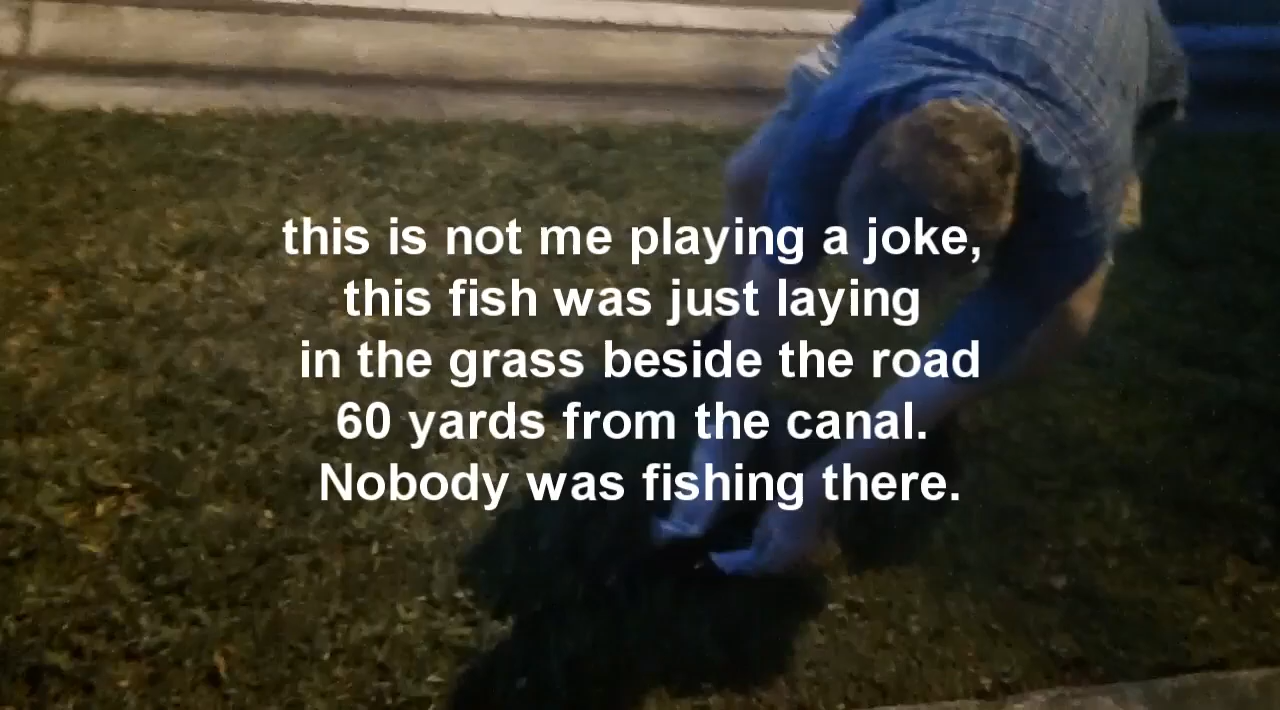 this is not me playing a joke,
this fish was just laying
in the grass beside the road
60 yards from the canal.
Nobody was fishing there.